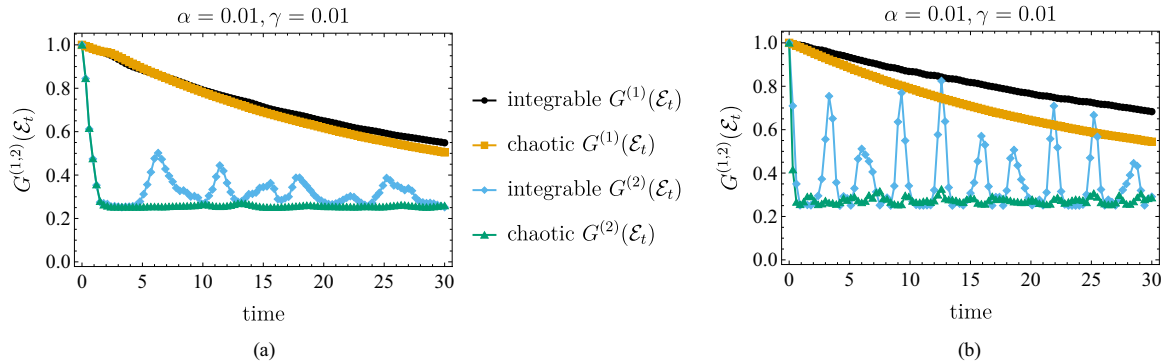 α = 0.01, γ = 0.01
G^(1,2)(ℰ_t)
1.0
0.8
0.6
0.4
0.2
0.0
0 5 10 15 20 25 30
time
(a)
integrable G^(1)(ℰ_t)
chaotic G^(1)(ℰ_t)
integrable G^(2)(ℰ_t)
chaotic G^(2)(ℰ_t)
α = 0.01, γ = 0.01
G^(1,2)(ℰ_t)
1.0
0.8
0.6
0.4
0.2
0.0
0 5 10 15 20 25 30
time
(b)